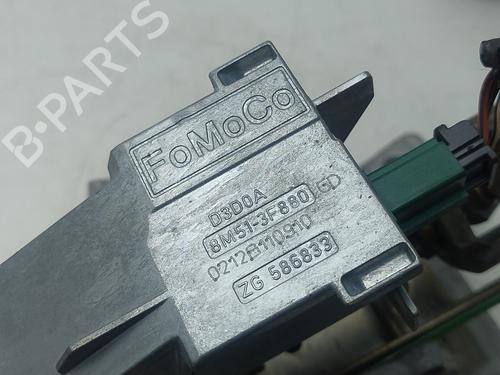 B-PARTS
FoMoCo
D3D0A
8M51-3F880 GD
0212B110910
ZG 586833